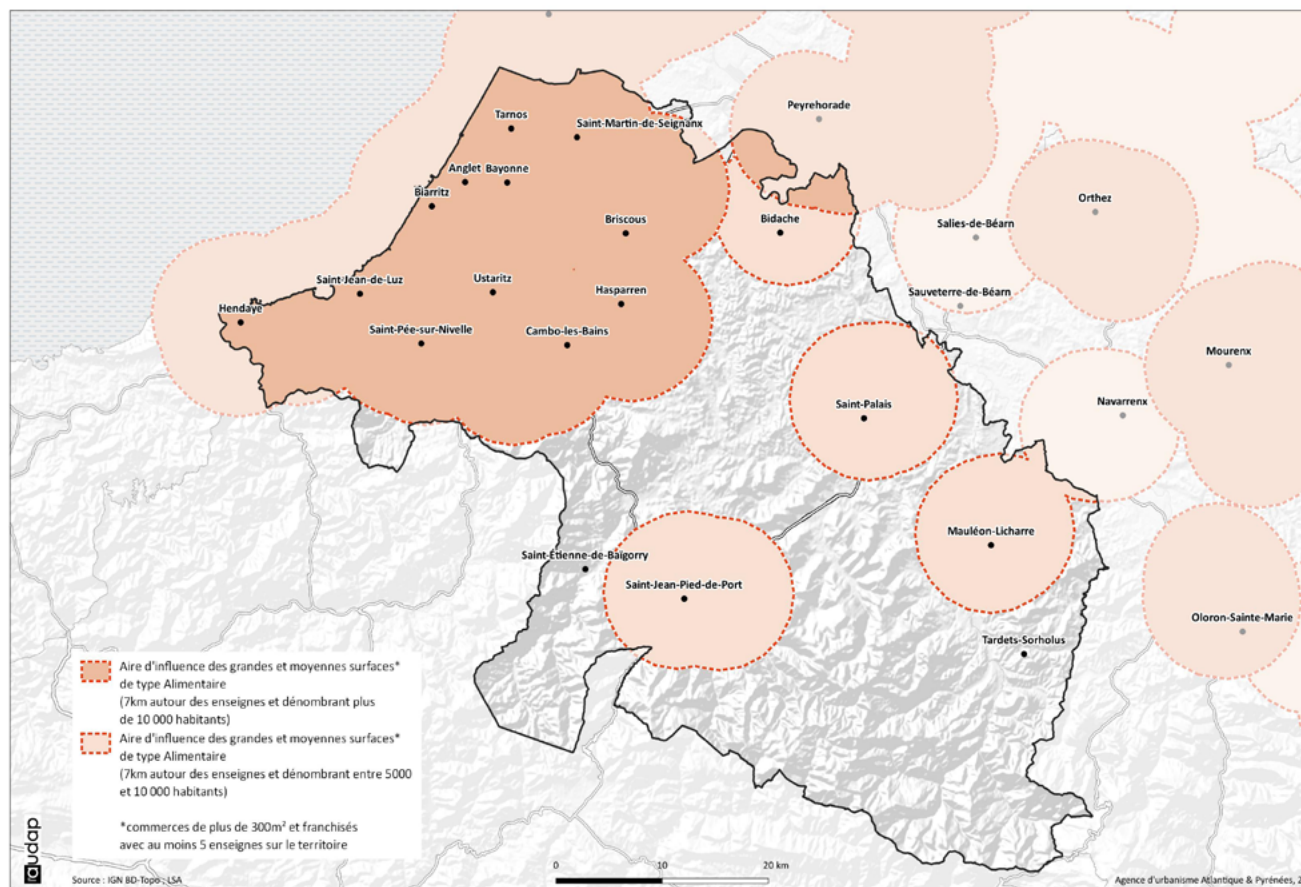 Peyrehorade
Tarnos
Saint-Martin-de-Seignanx
Anglet Bayonne
Biarritz
Orthez
Briscous
Bidache
Salies-de-Béarn
Saint-Jean-de-Luz
Ustaritz
Hasparren
Sauveterre-de-Béarn
Hendaye
Saint-Pée-sur-Nivelle
Cambo-les-Bains
Mourenx
Saint-Palais
Navarrenx
Mauléon-Licharre
Saint-Étienne-de-Baïgorry
Saint-Jean-Pied-de-Port
Oloron-Sainte-Marie
Tardets-Sorholus
Aire d'influence des grandes et moyennes surfaces*
de type Alimentaire
(7km autour des enseignes et dénombrant plus
de 10 000 habitants)
Aire d'influence des grandes et moyennes surfaces*
de type Alimentaire
(7km autour des enseignes et dénombrant entre 5000
et 10 000 habitants)
*commerces de plus de 300m² et franchisés
avec au moins 5 enseignes sur le territoire
audap
Source : IGN BD-Topo ; LSA
0 10 20 km
Agence d'urbanisme Atlantique & Pyrénées, 2